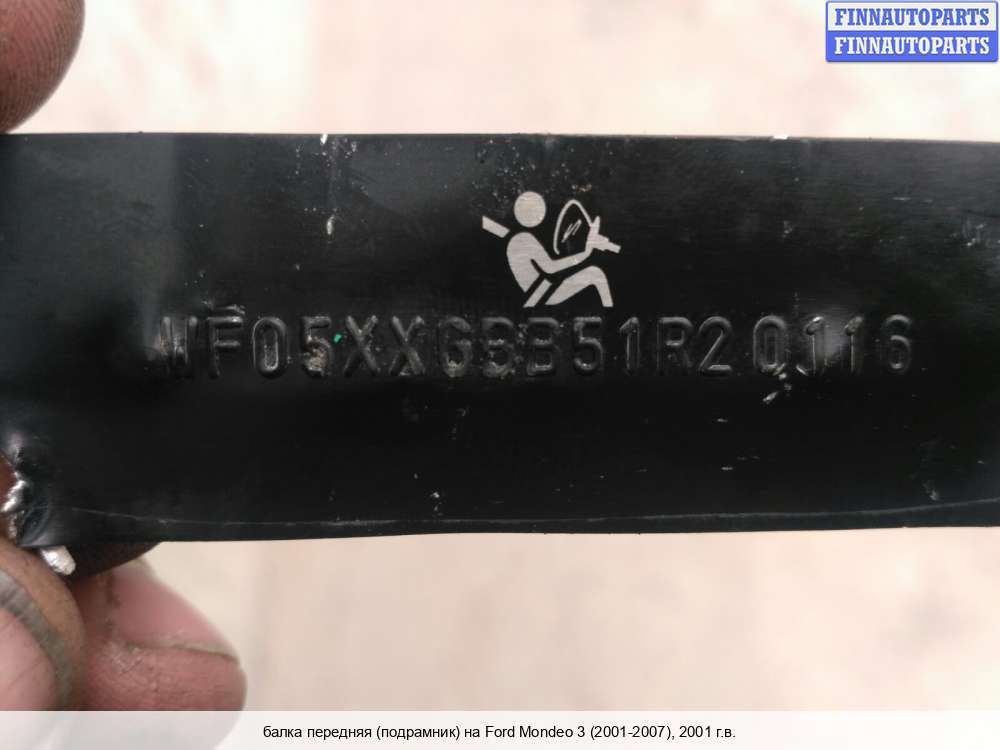 FINNAUTOPARTS
FINNAUTOPARTS
WF05XXGBB51R20116
балка передняя (подрамник) на Ford Mondeo 3 (2001-2007), 2001 г.в.